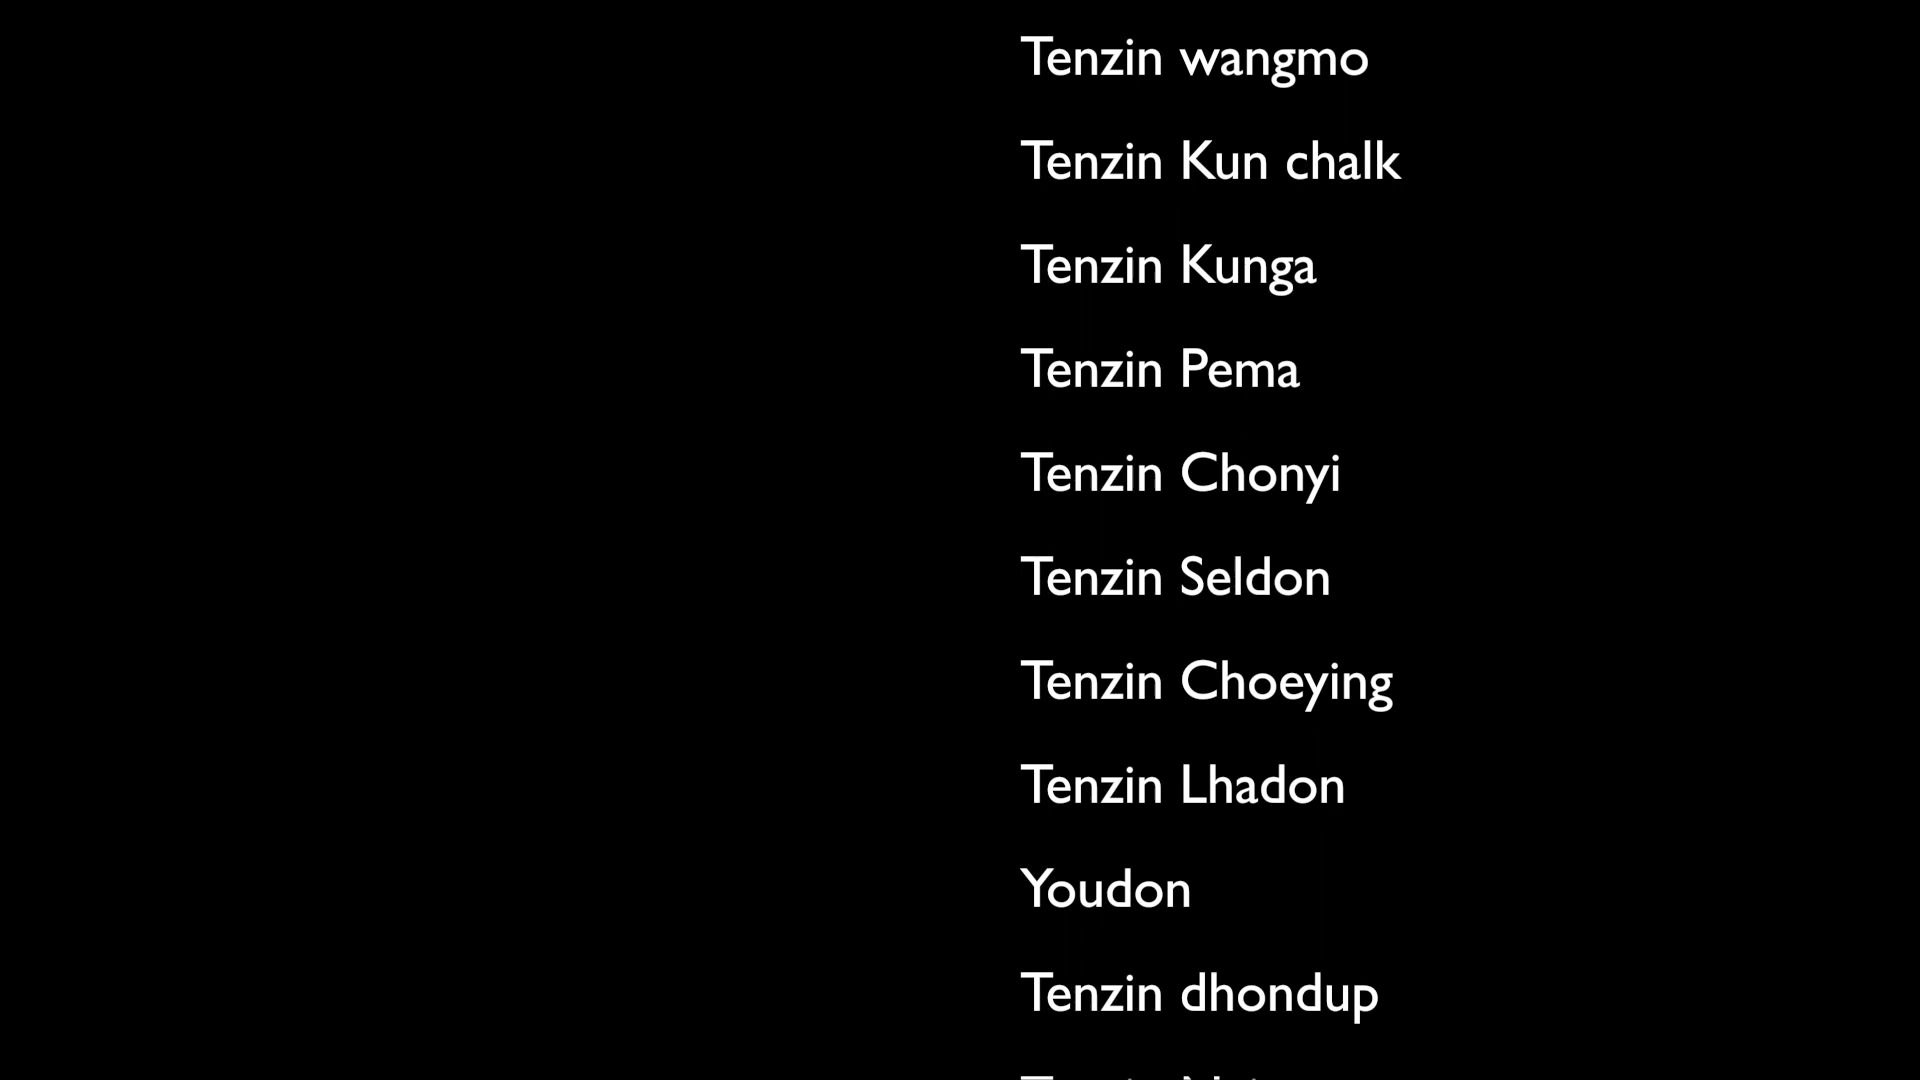 Tenzin wangmo
Tenzin Kun chalk
Tenzin Kunga
Tenzin Pema
Tenzin Chonyi
Tenzin Seldon
Tenzin Choeying
Tenzin Lhadon
Youdon
Tenzin dhondup